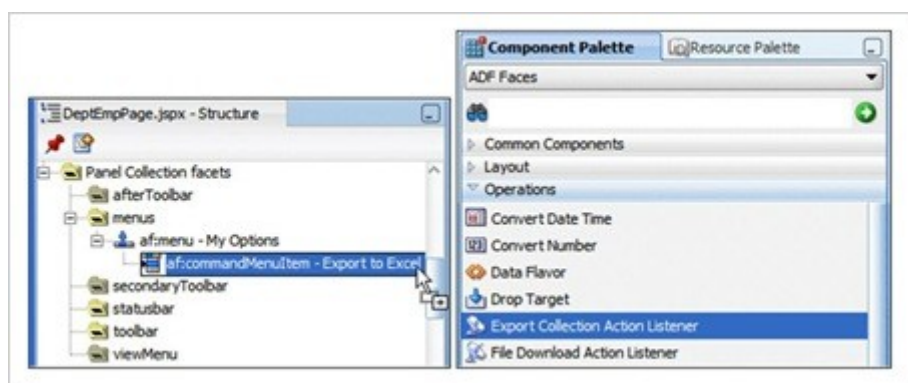 DeptEmpPage.jspx - Structure
Panel Collection facets
afterToolbar
menus
af:menu - My Options
af:commandMenuItem - Export to Excel
secondaryToolbar
statusbar
toolbar
viewMenu
Component Palette
Resource Palette
ADF Faces
Common Components
Layout
Operations
Convert Date Time
Convert Number
Data Flavor
Drop Target
Export Collection Action Listener
File Download Action Listener